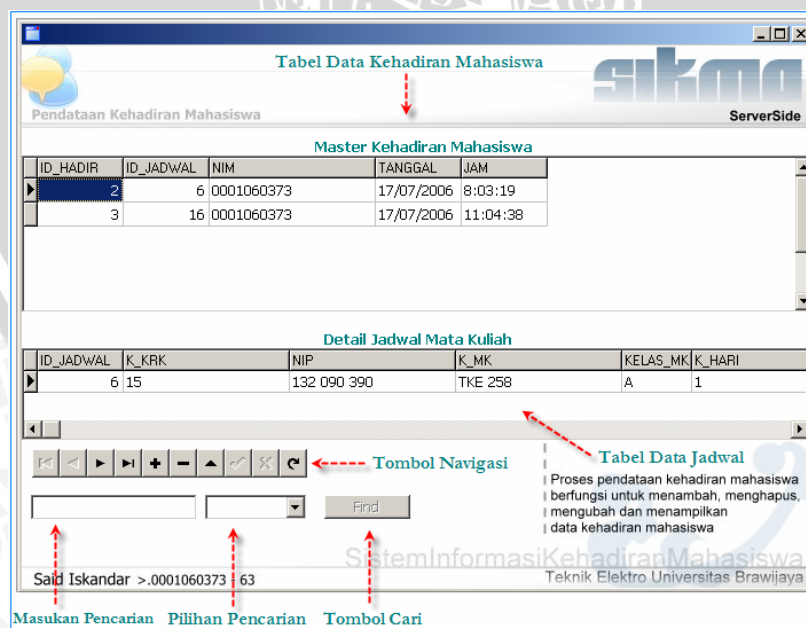 Tabel Data Kehadiran Mahasiswa
sikma
Pendataan Kehadiran Mahasiswa
ServerSide
Master Kehadiran Mahasiswa
ID_HADIR ID_JADWAL NIM TANGGAL JAM
2 6 0001060373 17/07/2006 8:03:19
3 16 0001060373 17/07/2006 11:04:38
Detail Jadwal Mata Kuliah
ID_JADWAL K_KRK NIP K_MK KELAS_MK K_HARI
6 15 132 090 390 TKE 258 A 1
Tombol Navigasi
Tabel Data Jadwal
Proses pendataan kehadiran mahasiswa
berfungsi untuk menambah, menghapus,
mengubah dan menampilkan
data kehadiran mahasiswa
Find
SistemInformasiKehadiranMahasiswa
Said Iskandar >.0001060373 - 63
Teknik Elektro Universitas Brawijaya
Masukan Pencarian Pilihan Pencarian Tombol Cari